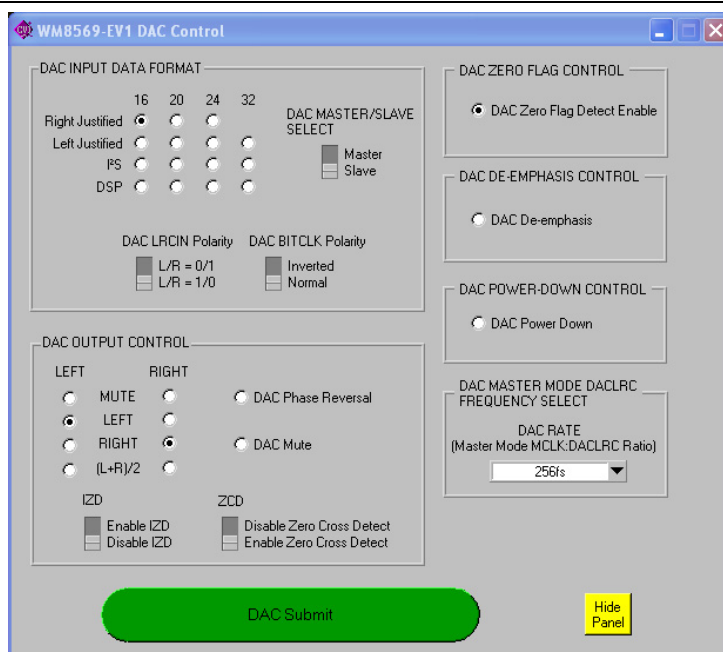 WM8569-EV1 DAC Control
DAC INPUT DATA FORMAT
16 20 24 32
Right Justified
Left Justified
I²S
DSP
DAC MASTER/SLAVE
SELECT
Master
Slave
DAC LRCIN Polarity
L/R = 0/1
L/R = 1/0
DAC BITCLK Polarity
Inverted
Normal
DAC OUTPUT CONTROL
LEFT RIGHT
MUTE
LEFT
RIGHT
(L+R)/2
DAC Phase Reversal
DAC Mute
IZD
Enable IZD
Disable IZD
ZCD
Disable Zero Cross Detect
Enable Zero Cross Detect
DAC ZERO FLAG CONTROL
DAC Zero Flag Detect Enable
DAC DE-EMPHASIS CONTROL
DAC De-emphasis
DAC POWER-DOWN CONTROL
DAC Power Down
DAC MASTER MODE DACLRC
FREQUENCY SELECT
DAC RATE
(Master Mode MCLK:DACLRC Ratio)
256fs
DAC Submit
Hide
Panel